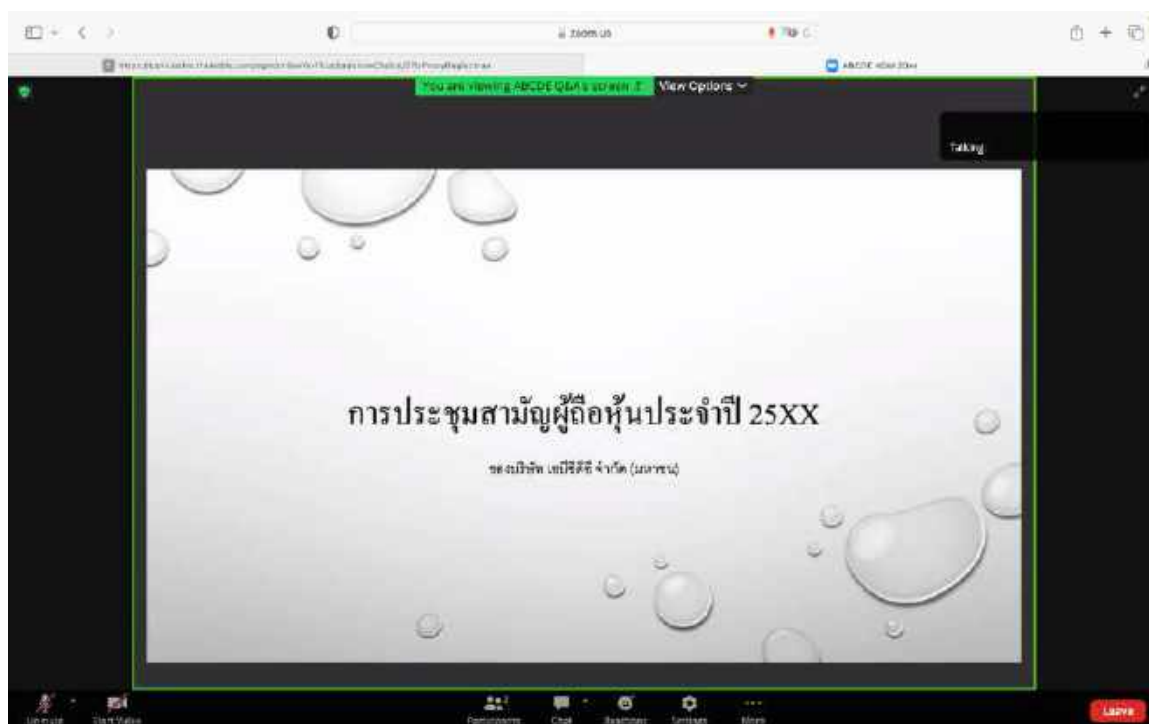 zoom.us
You are viewing ABCDE Q&A's screen
View Options
Talking:
การประชุมสามัญผู้ถือหุ้นประจำปี 25XX
ของบริษัท เอบีซีดีอี จำกัด (มหาชน)
Unmute
Start Video
Participants
Chat
Reactions
Settings
More
Leave